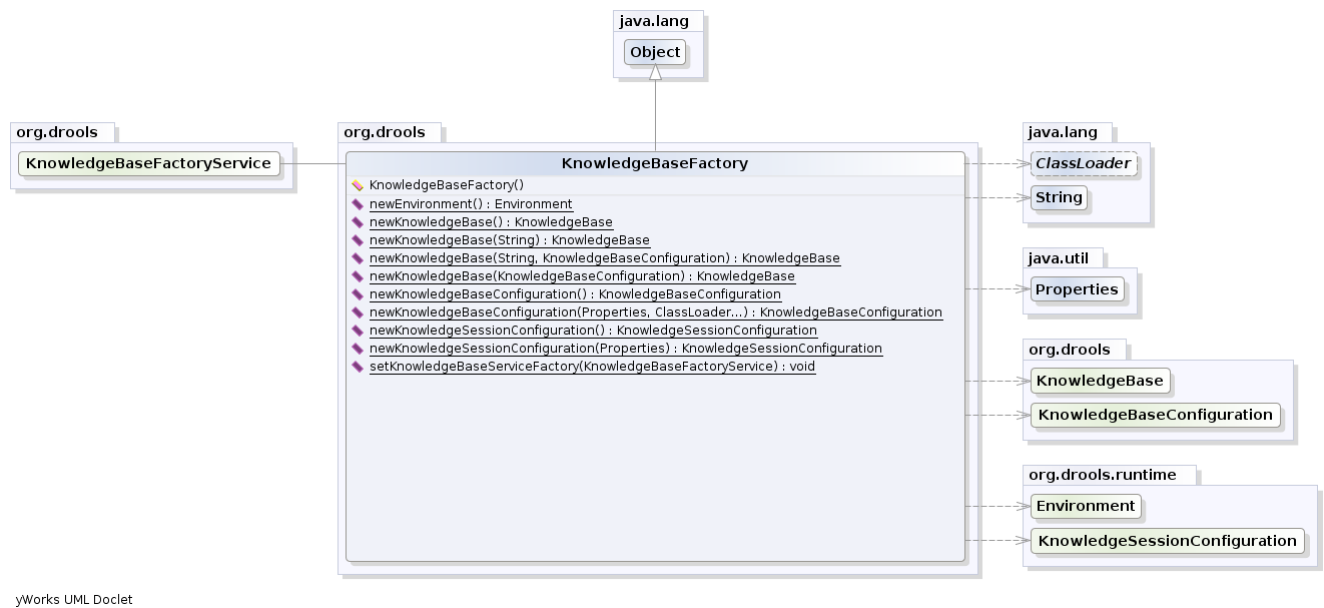 java.lang
Object
org.drools
KnowledgeBaseFactoryService
org.drools
KnowledgeBaseFactory
KnowledgeBaseFactory()
newEnvironment() : Environment
newKnowledgeBase() : KnowledgeBase
newKnowledgeBase(String) : KnowledgeBase
newKnowledgeBase(String, KnowledgeBaseConfiguration) : KnowledgeBase
newKnowledgeBase(KnowledgeBaseConfiguration) : KnowledgeBase
newKnowledgeBaseConfiguration() : KnowledgeBaseConfiguration
newKnowledgeBaseConfiguration(Properties, ClassLoader...) : KnowledgeBaseConfiguration
newKnowledgeSessionConfiguration() : KnowledgeSessionConfiguration
newKnowledgeSessionConfiguration(Properties) : KnowledgeSessionConfiguration
setKnowledgeBaseServiceFactory(KnowledgeBaseFactoryService) : void
java.lang
ClassLoader
String
java.util
Properties
org.drools
KnowledgeBase
KnowledgeBaseConfiguration
org.drools.runtime
Environment
KnowledgeSessionConfiguration
yWorks UML Doclet